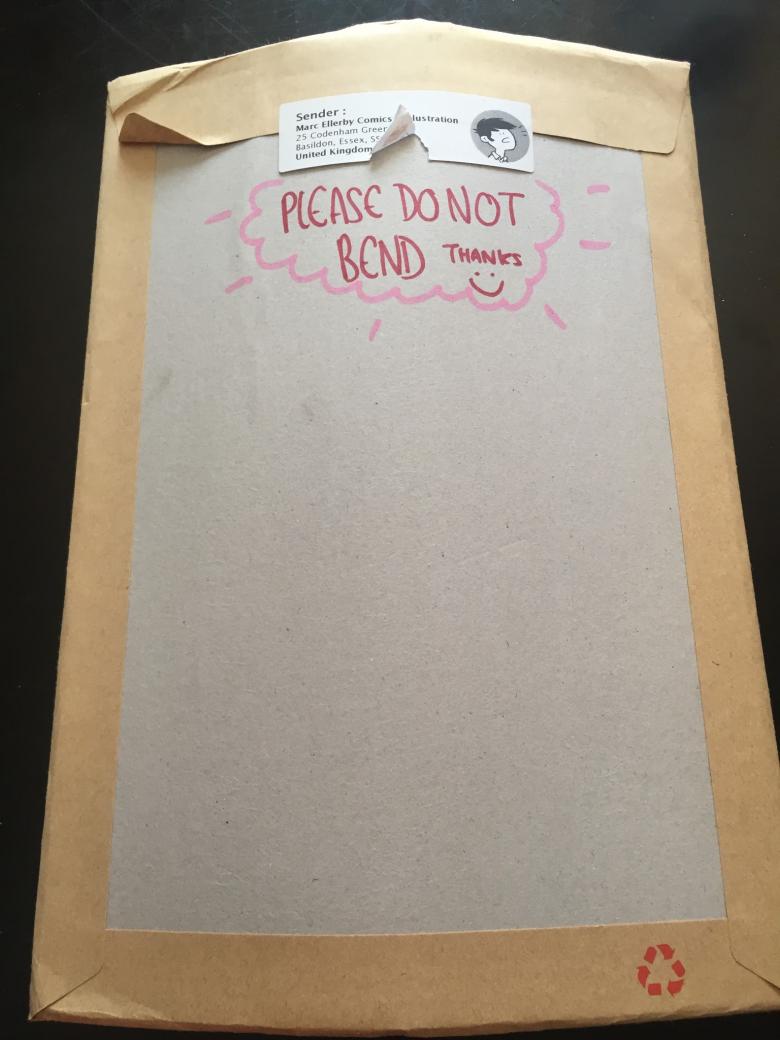 Sender :
Marc Ellerby Comics
25 Codenham Green
Basildon, Essex,
United Kingdom
PLEASE DO NOT
BEND THANKS